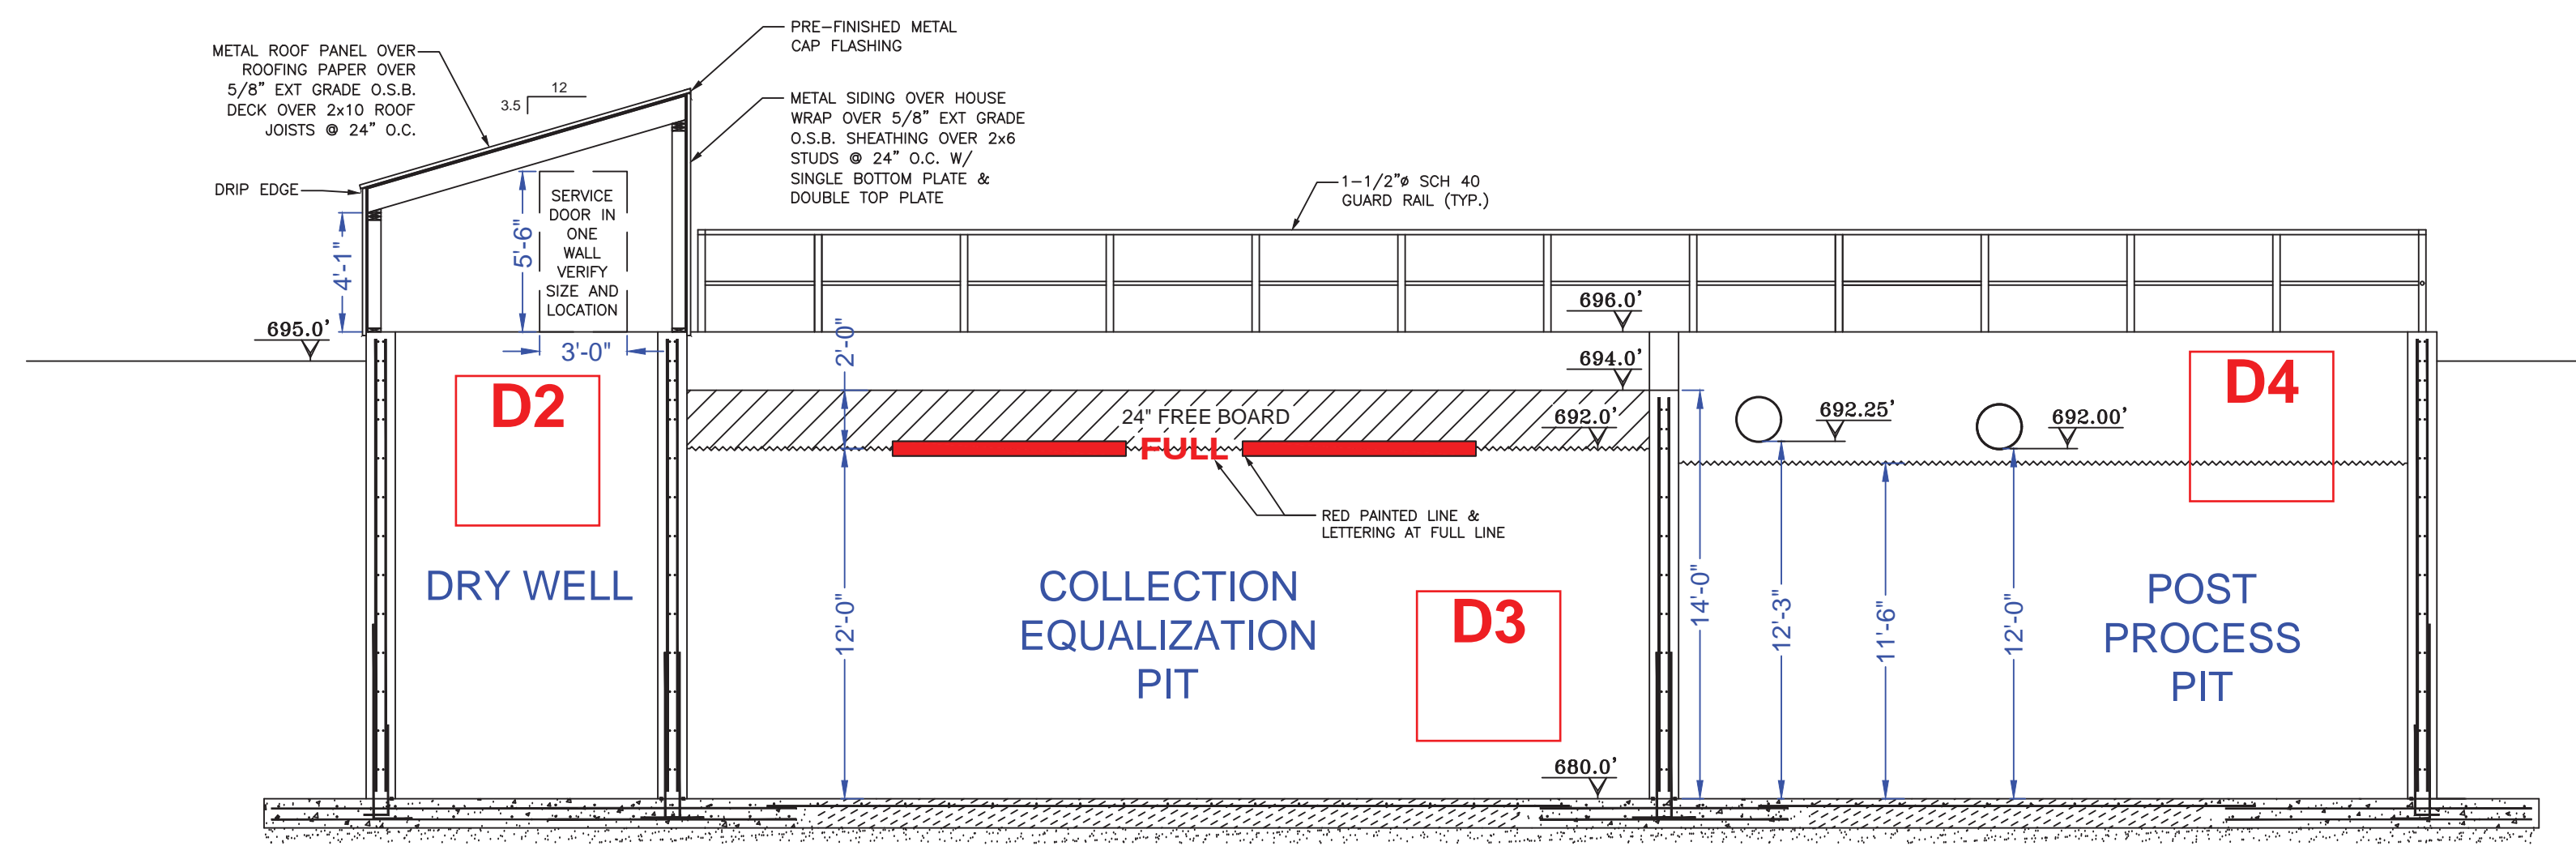 METAL ROOF PANEL OVER
ROOFING PAPER OVER
5/8" EXT GRADE O.S.B.
DECK OVER 2x10 ROOF
JOISTS @ 24" O.C.
DRIP EDGE
12
3.5
PRE-FINISHED METAL
CAP FLASHING
METAL SIDING OVER HOUSE
WRAP OVER 5/8" EXT GRADE
O.S.B. SHEATHING OVER 2x6
STUDS @ 24" O.C. W/
SINGLE BOTTOM PLATE &
DOUBLE TOP PLATE
1-1/2"ø SCH 40
GUARD RAIL (TYP.)
SERVICE
DOOR IN
ONE
WALL
VERIFY
SIZE AND
LOCATION
4'-1"
5'-6"
3'-0"
695.0'
696.0'
694.0'
2'-0"
24" FREE BOARD
FULL
692.0'
692.25'
692.00'
RED PAINTED LINE &
LETTERING AT FULL LINE
D2
D3
D4
DRY WELL
COLLECTION
EQUALIZATION
PIT
POST
PROCESS
PIT
12'-0"
14'-0"
12'-3"
11'-6"
12'-0"
680.0'